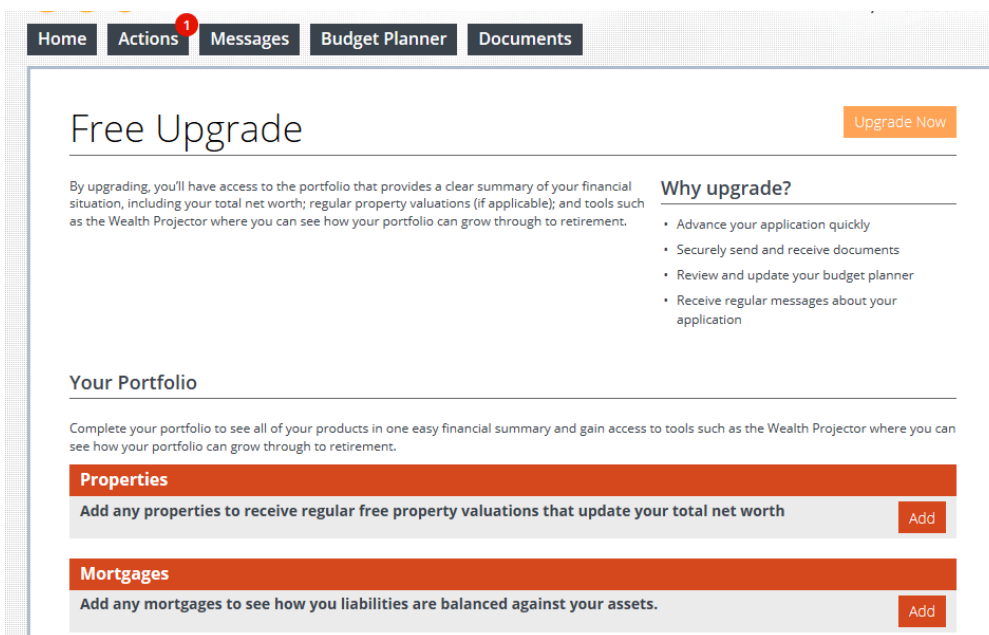 Home Actions 1 Messages Budget Planner Documents
Free Upgrade
Upgrade Now
By upgrading, you'll have access to the portfolio that provides a clear summary of your financial
situation, including your total net worth; regular property valuations (if applicable); and tools such
as the Wealth Projector where you can see how your portfolio can grow through to retirement.
Why upgrade?
• Advance your application quickly
• Securely send and receive documents
• Review and update your budget planner
• Receive regular messages about your
application
Your Portfolio
Complete your portfolio to see all of your products in one easy financial summary and gain access to tools such as the Wealth Projector where you can
see how your portfolio can grow through to retirement.
Properties
Add any properties to receive regular free property valuations that update your total net worth
Add
Mortgages
Add any mortgages to see how you liabilities are balanced against your assets.
Add